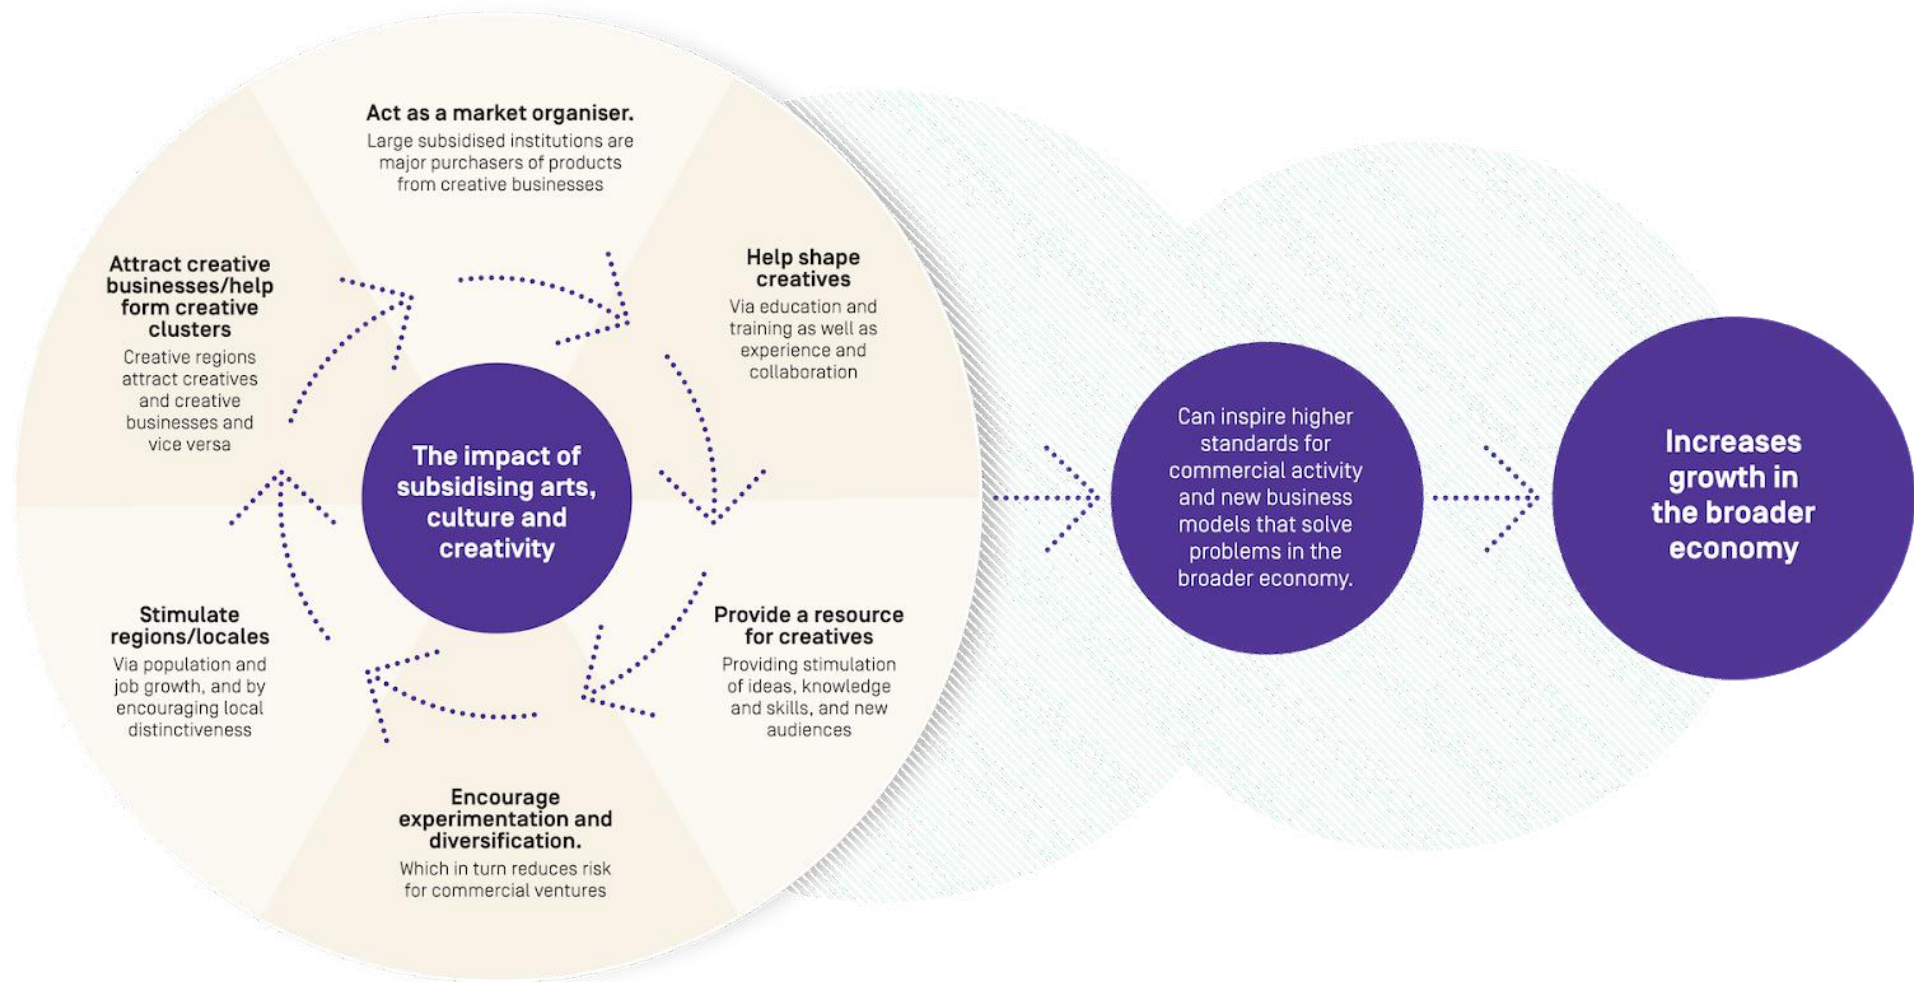 Act as a market organiser.
Large subsidised institutions are
major purchasers of products
from creative businesses
Help shape
creatives
Via education and
training as well as
experience and
collaboration
Provide a resource
for creatives
Providing stimulation
of ideas, knowledge
and skills, and new
audiences
Encourage
experimentation and
diversification.
Which in turn reduces risk
for commercial ventures
Stimulate
regions/locales
Via population and
job growth, and by
encouraging local
distinctiveness
Attract creative
businesses/help
form creative
clusters
Creative regions
attract creatives
and creative
businesses and
vice versa
The impact of
subsidising arts,
culture and
creativity
Can inspire higher
standards for
commercial activity
and new business
models that solve
problems in the
broader economy.
Increases
growth in
the broader
economy